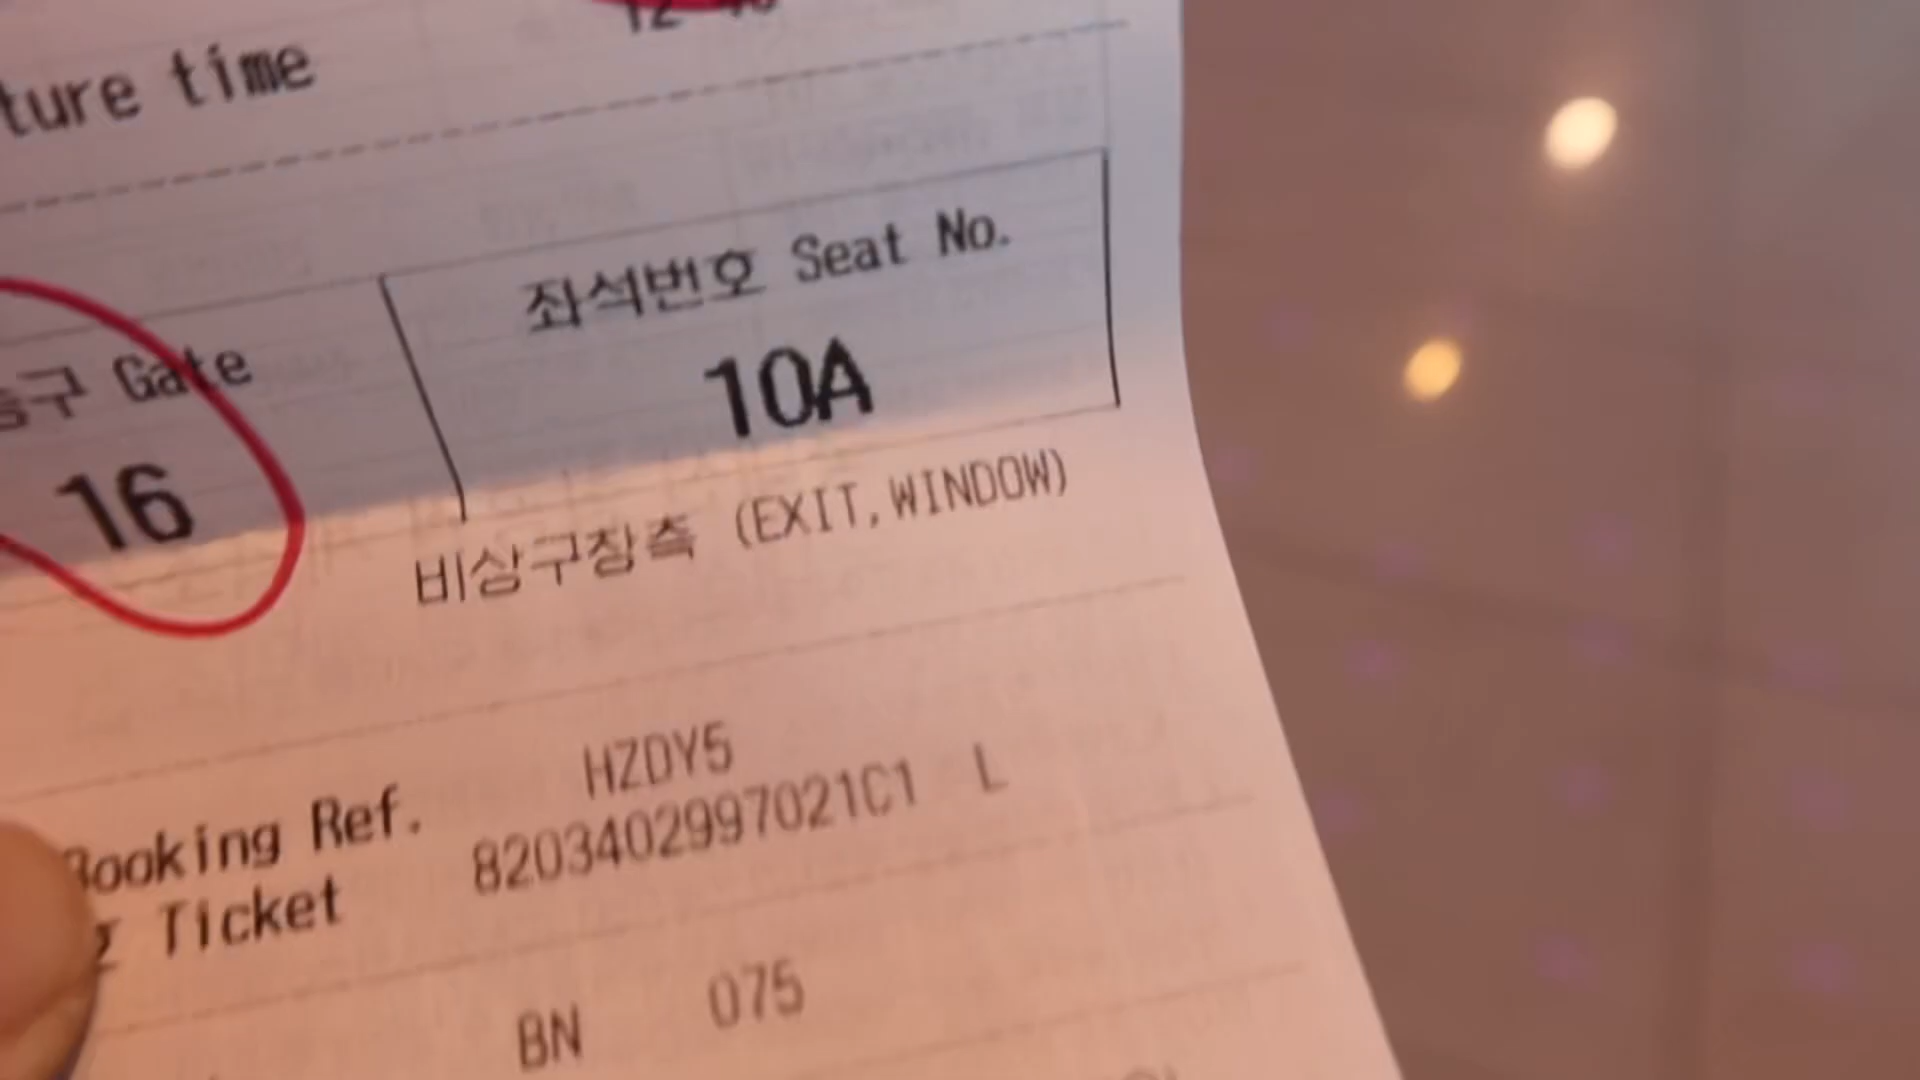 ture time
좌석번호 Seat No.
구 Gate
10A
16
비상구창측 (EXIT,WINDOW)
HZDY5
Booking Ref.
8203402997021C1 L
Ticket
BN 075